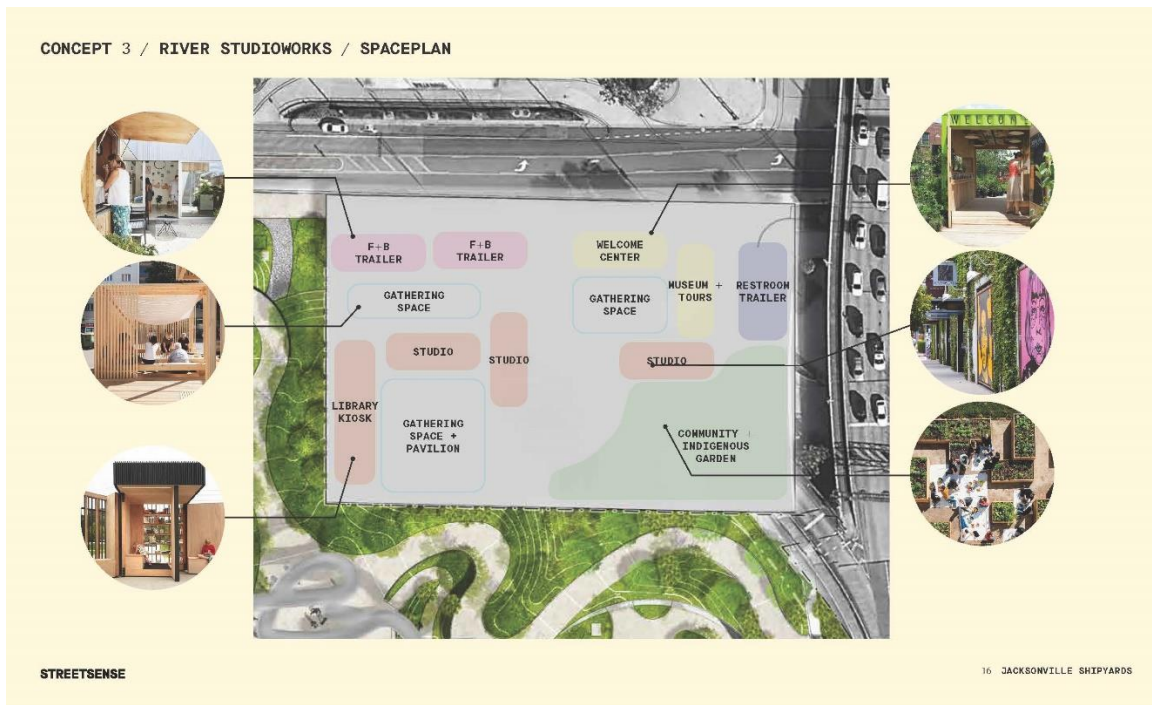 CONCEPT 3 / RIVER STUDIOWORKS / SPACEPLAN
WELCOM
F+B
TRAILER
F+B
TRAILER
WELCOME
CENTER
MUSEUM +
TOURS
RESTROOM
TRAILER
GATHERING
SPACE
GATHERING
SPACE
STUDIO
STUDIO
STUDIO
LIBRARY
KIOSK
GATHERING
SPACE +
PAVILION
COMMUNITY +
INDIGENOUS
GARDEN
STREETSENSE
16 JACKSONVILLE SHIPYARDS